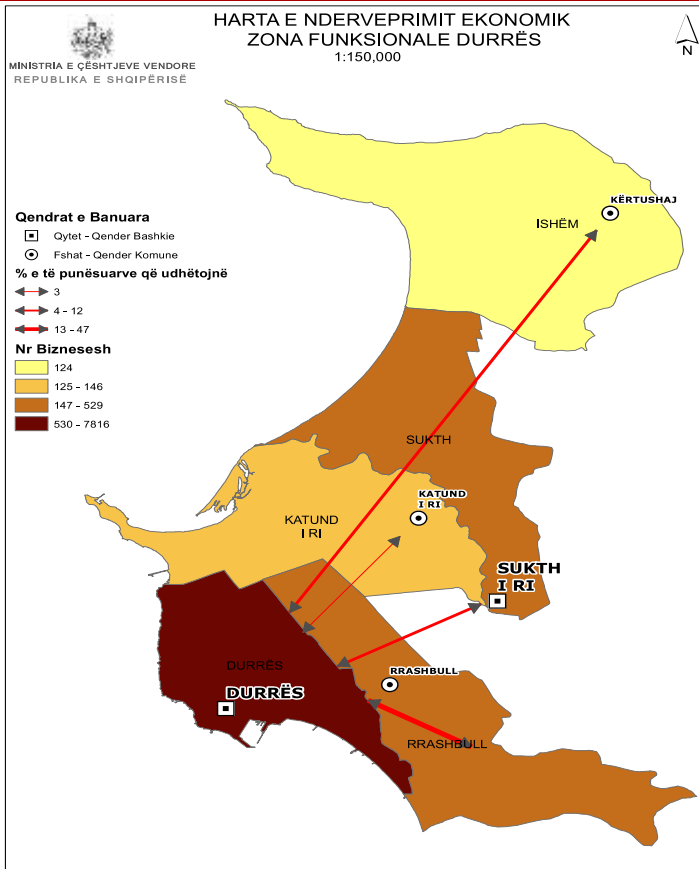 HARTA E NDERVEPRIMIT EKONOMIK
ZONA FUNKSIONALE DURRËS
1:150,000
MINISTRIA E ÇËSHTJEVE VENDORE
REPUBLIKA E SHQIPËRISË
N
KËRTUSHAJ
ISHËM
Qendrat e Banuara
Qytet - Qender Bashkie
Fshat - Qender Komune
% e të punësuarve që udhëtojnë
3
4 - 12
13 - 47
Nr Biznesesh
124
125 - 146
147 - 529
530 - 7816
SUKTH
KATUND
I RI
KATUND
I RI
SUKTH
I RI
DURRËS
DURRËS
RRASHBULL
RRASHBULL